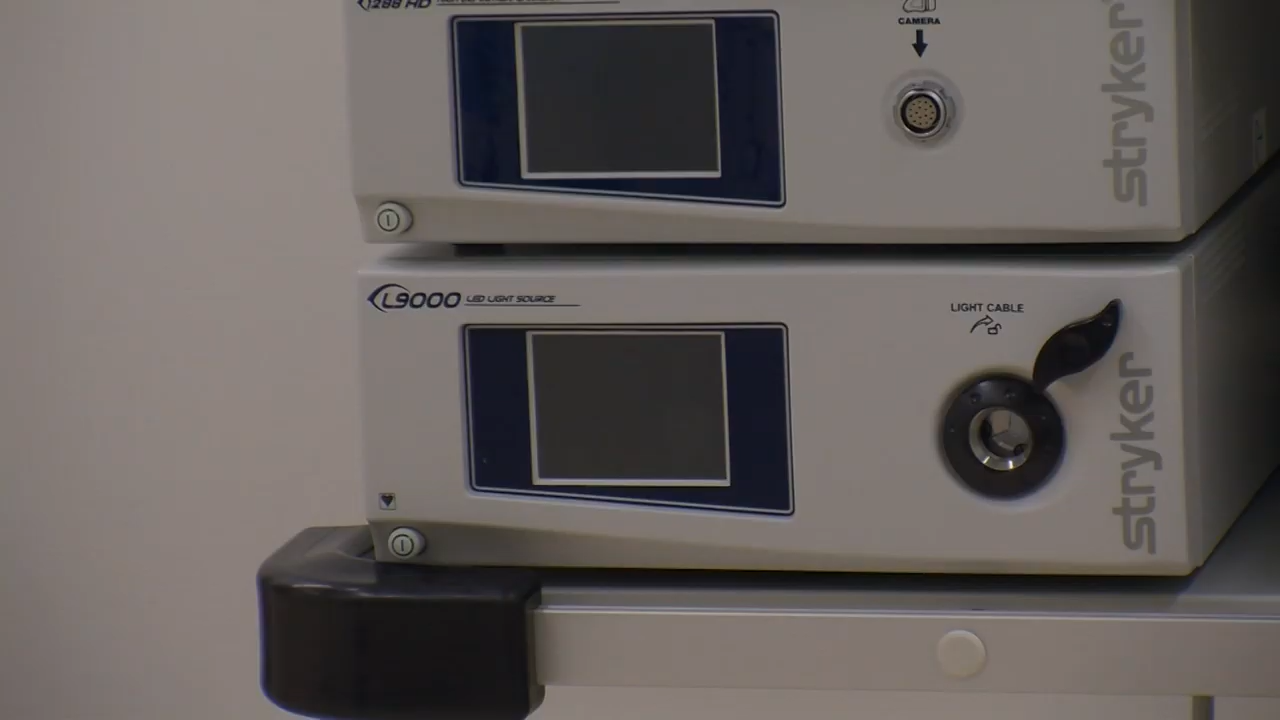 1288 HD
CAMERA
stryker
L9000 LED LIGHT SOURCE
LIGHT CABLE
stryker